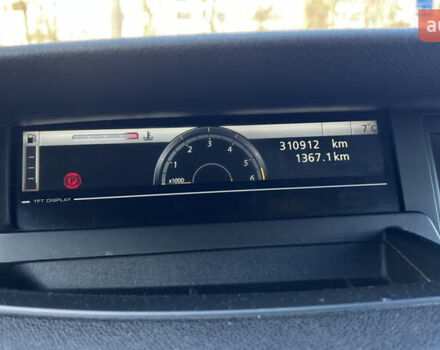 7°C
310912 km
1367.1 km
1 2 3 4 5 6
x1000
P
TFT DISPLAY